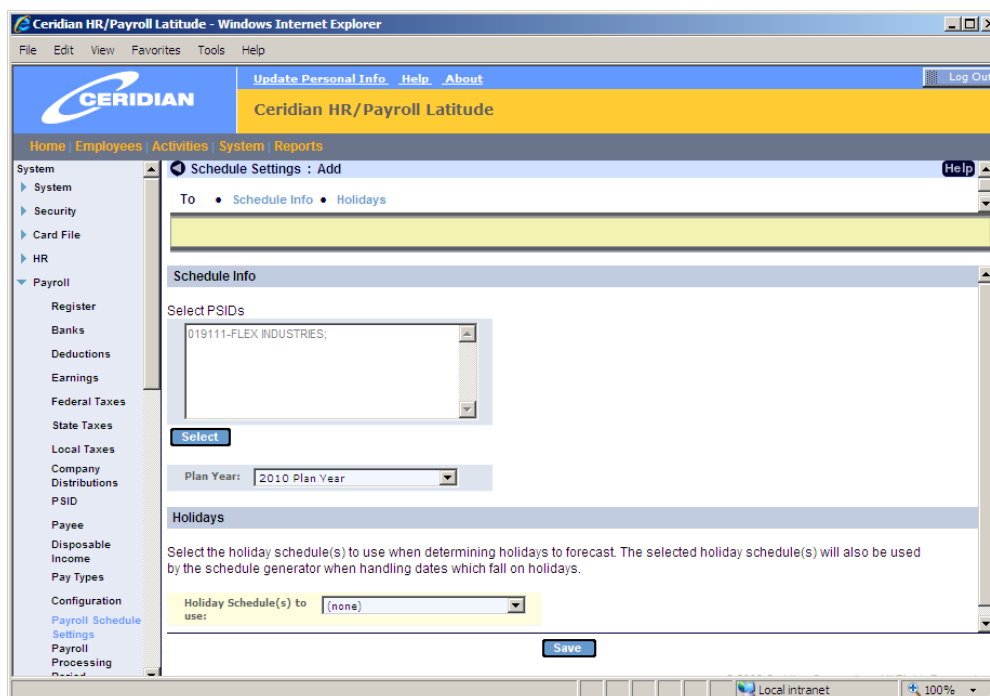 Ceridian HR/Payroll Latitude - Windows Internet Explorer
File Edit View Favorites Tools Help
CERIDIAN
Update Personal Info Help About
Log Out
Ceridian HR/Payroll Latitude
Home | Employees | Activities | System | Reports
System
System
Security
Card File
HR
Payroll
Register
Banks
Deductions
Earnings
Federal Taxes
State Taxes
Local Taxes
Company
Distributions
PSID
Payee
Disposable
Income
Pay Types
Configuration
Payroll Schedule
Settings
Payroll
Processing
Period
Schedule Settings : Add
Help
To • Schedule Info • Holidays
Schedule Info
Select PSIDs
019111-FLEX INDUSTRIES;
Select
Plan Year: 2010 Plan Year
Holidays
Select the holiday schedule(s) to use when determining holidays to forecast. The selected holiday schedule(s) will also be used
by the schedule generator when handling dates which fall on holidays.
Holiday Schedule(s) to
use:
(none)
Save
Local intranet
100%